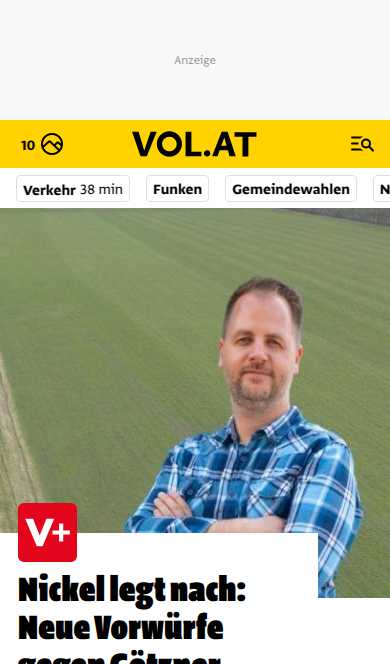 Anzeige
10
VOL.AT
Verkehr 38 min
Funken
Gemeindewahlen
N
V+
Nickel legt nach:
Neue Vorwürfe
gegen Götzner